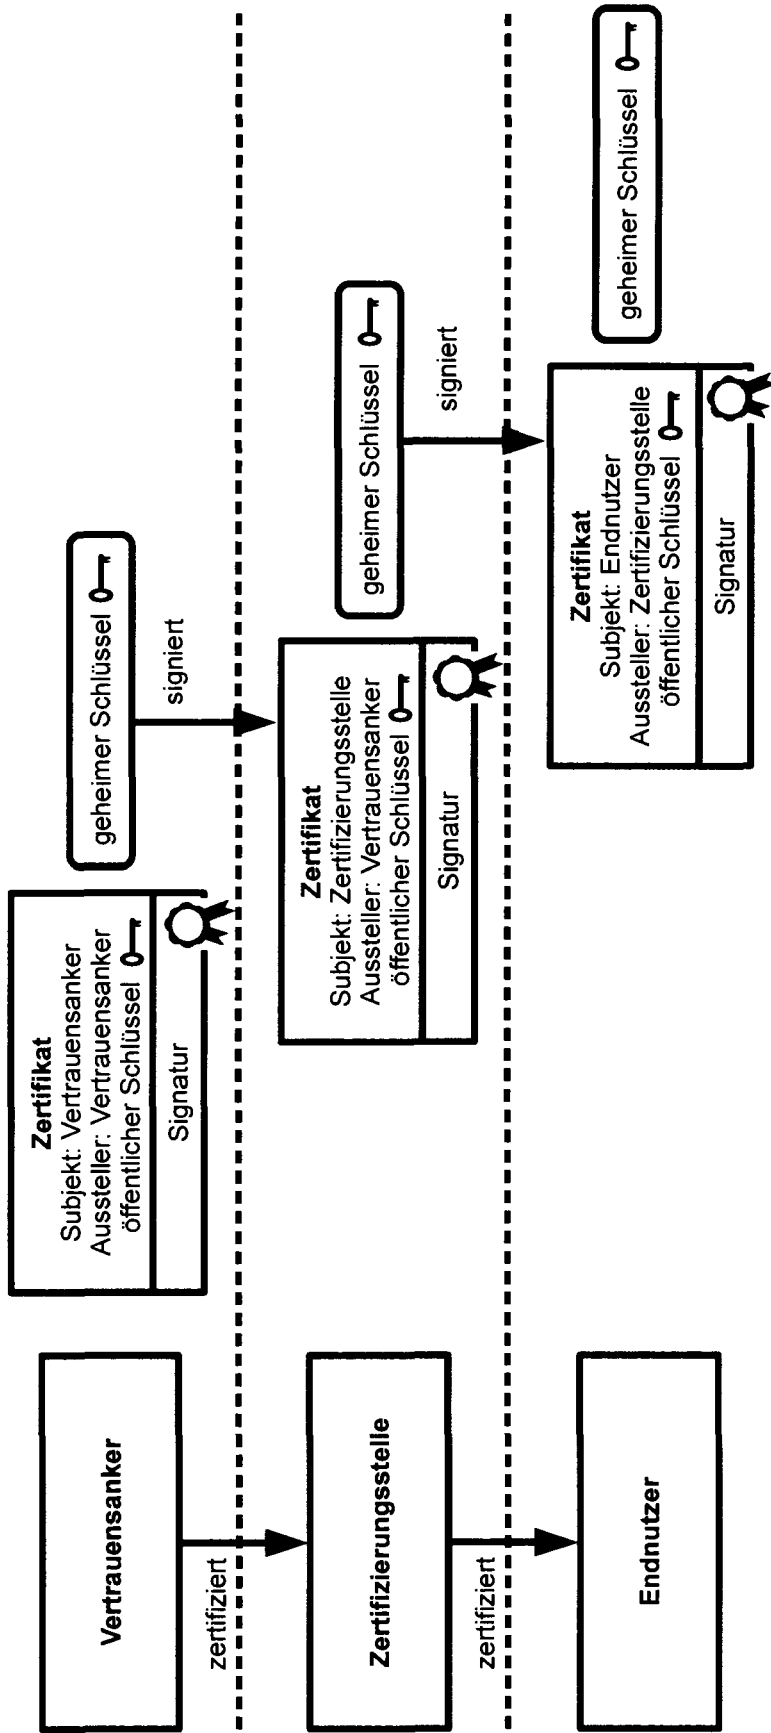 Vertrauensanker
zertifiziert
Zertifizierungsstelle
zertifiziert
Endnutzer
Zertifikat
Subjekt: Vertrauensanker
Aussteller: Vertrauensanker
öffentlicher Schlüssel
Signatur
geheimer Schlüssel
signiert
Zertifikat
Subjekt: Zertifizierungsstelle
Aussteller: Vertrauensanker
öffentlicher Schlüssel
Signatur
geheimer Schlüssel
signiert
Zertifikat
Subjekt: Endnutzer
Aussteller: Zertifizierungsstelle
öffentlicher Schlüssel
Signatur
geheimer Schlüssel